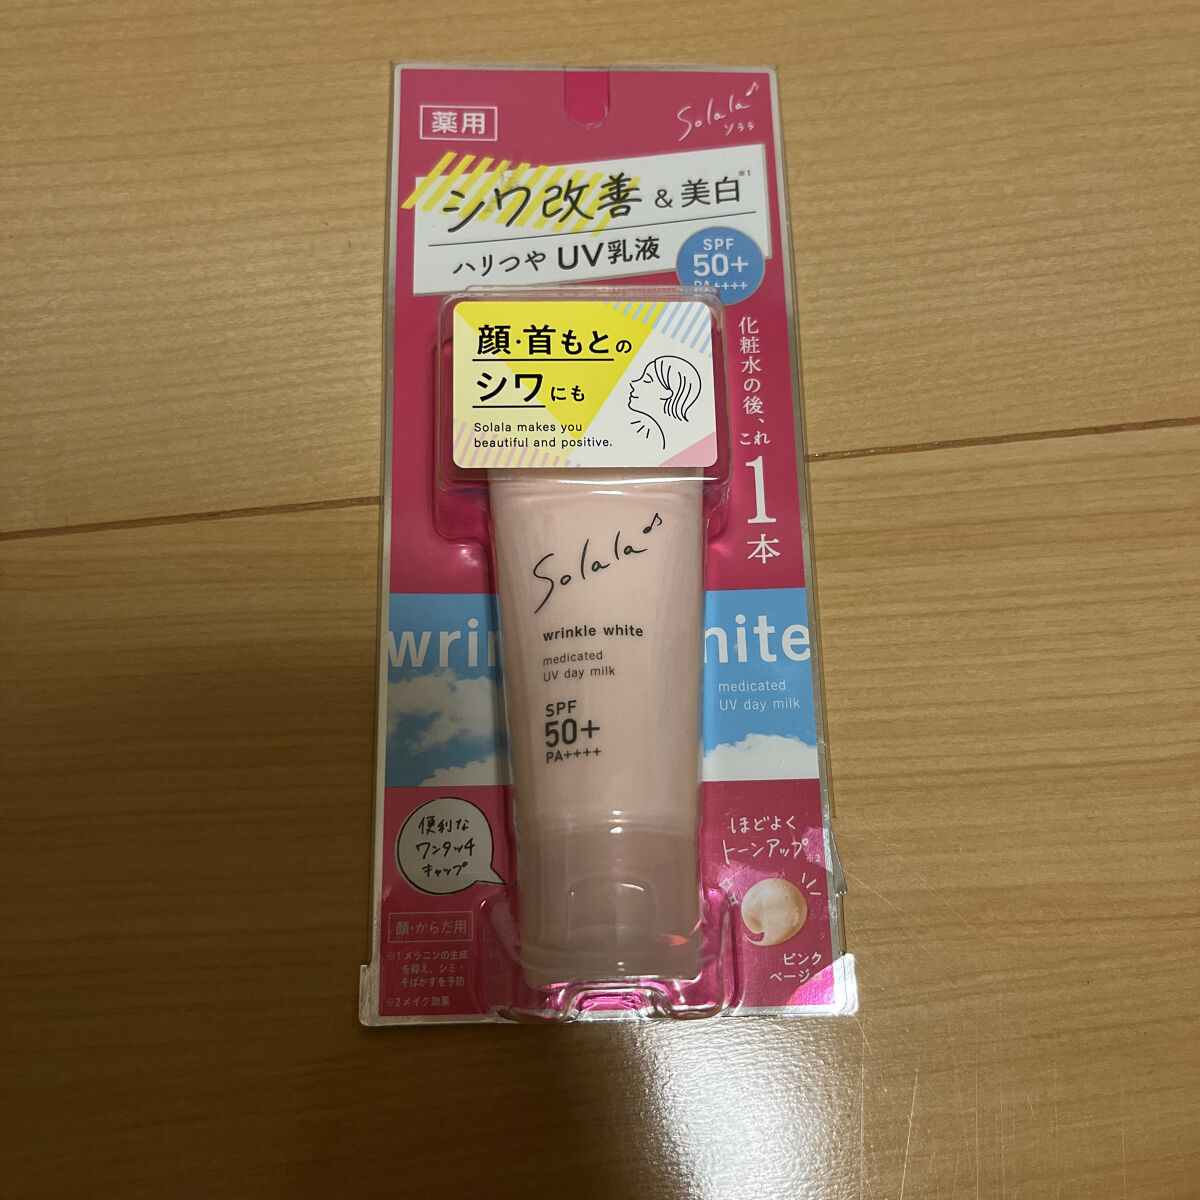 薬用
Solala
ソララ
シワ改善&美白※1
ハリつや UV乳液
SPF
50+
PA++++
顔・首もとの
シワにも
Solala makes you
beautiful and positive.
化粧水の後、これ
1
本
Solala
wrinkle white
medicated
UV day milk
SPF
50+
PA++++
wrin
hite
medicated
UV day milk
便利な
ワンタッチ
キャップ
ほどよく
トーンアップ※2
ピンク
ベージュ
顔・からだ用
※1メラニンの生成
を抑え、シミ・
そばかすを予防
※2メイク効果